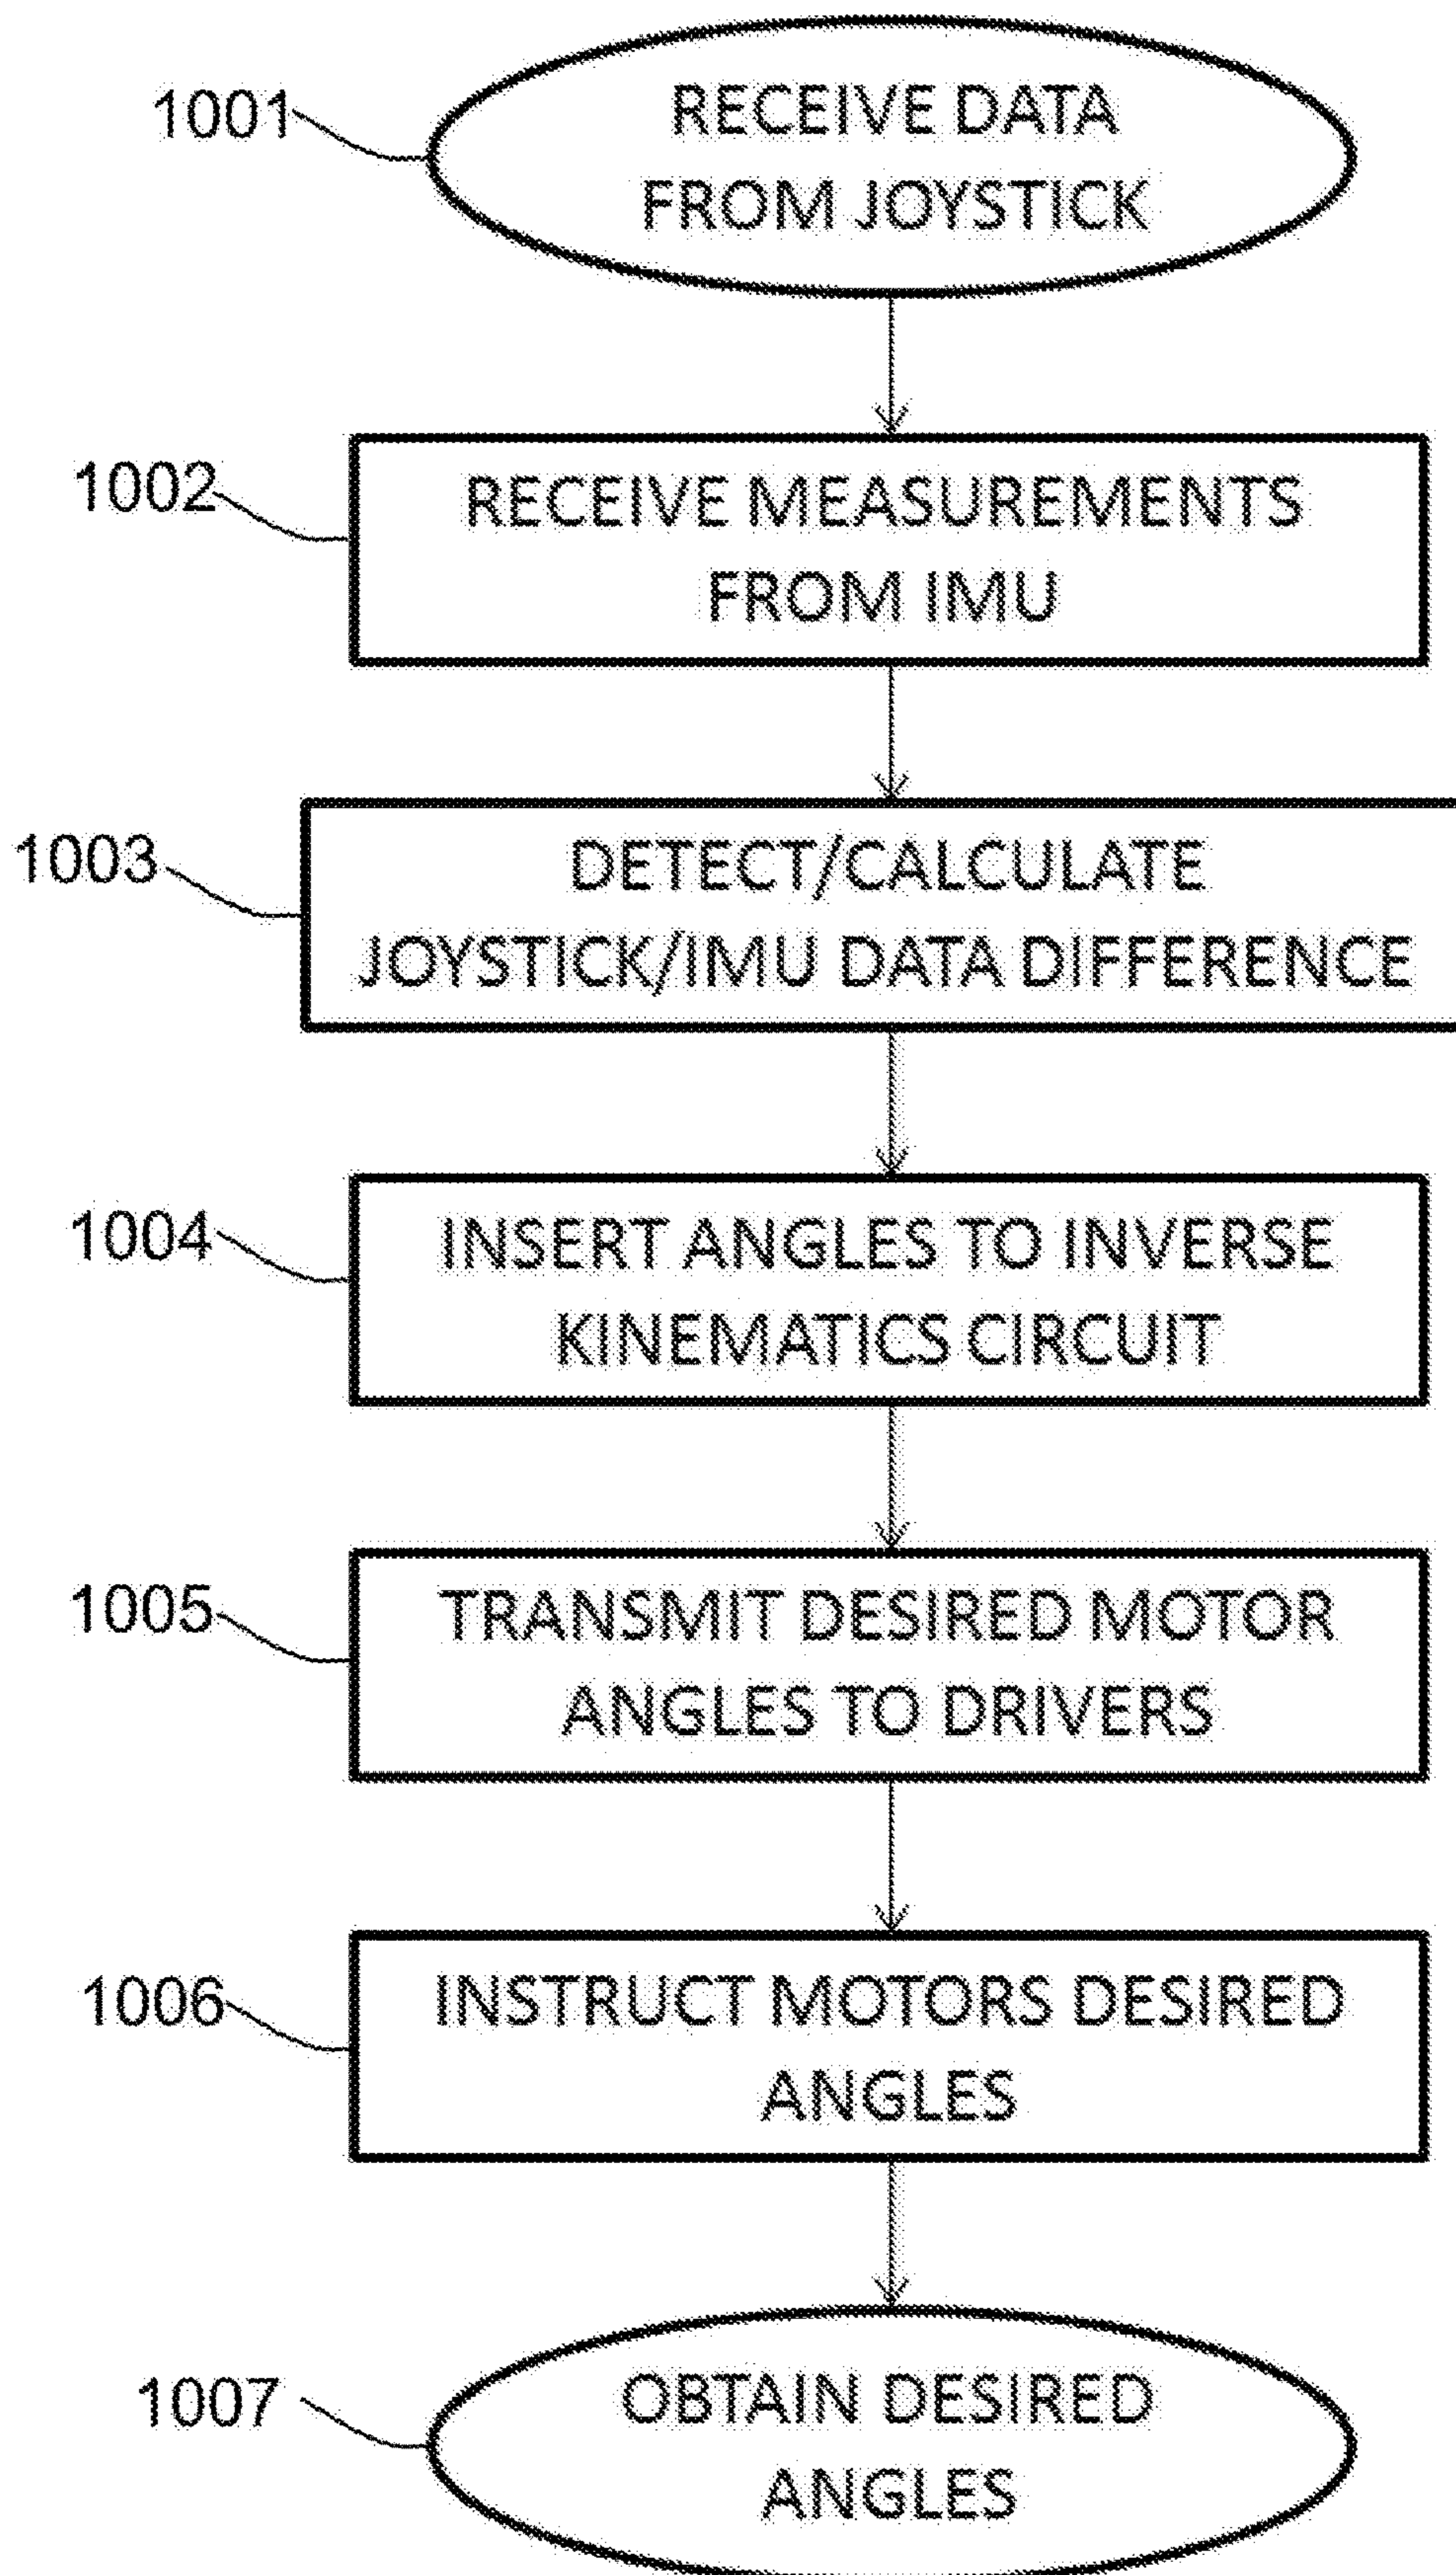 1001
RECEIVE DATA
FROM JOYSTICK
1002
RECEIVE MEASUREMENTS
FROM IMU
1003
DETECT/CALCULATE
JOYSTICK/IMU DATA DIFFERENCE
1004
INSERT ANGLES TO INVERSE
KINEMATICS CIRCUIT
1005
TRANSMIT DESIRED MOTOR
ANGLES TO DRIVERS
1006
INSTRUCT MOTORS DESIRED
ANGLES
1007
OBTAIN DESIRED
ANGLES